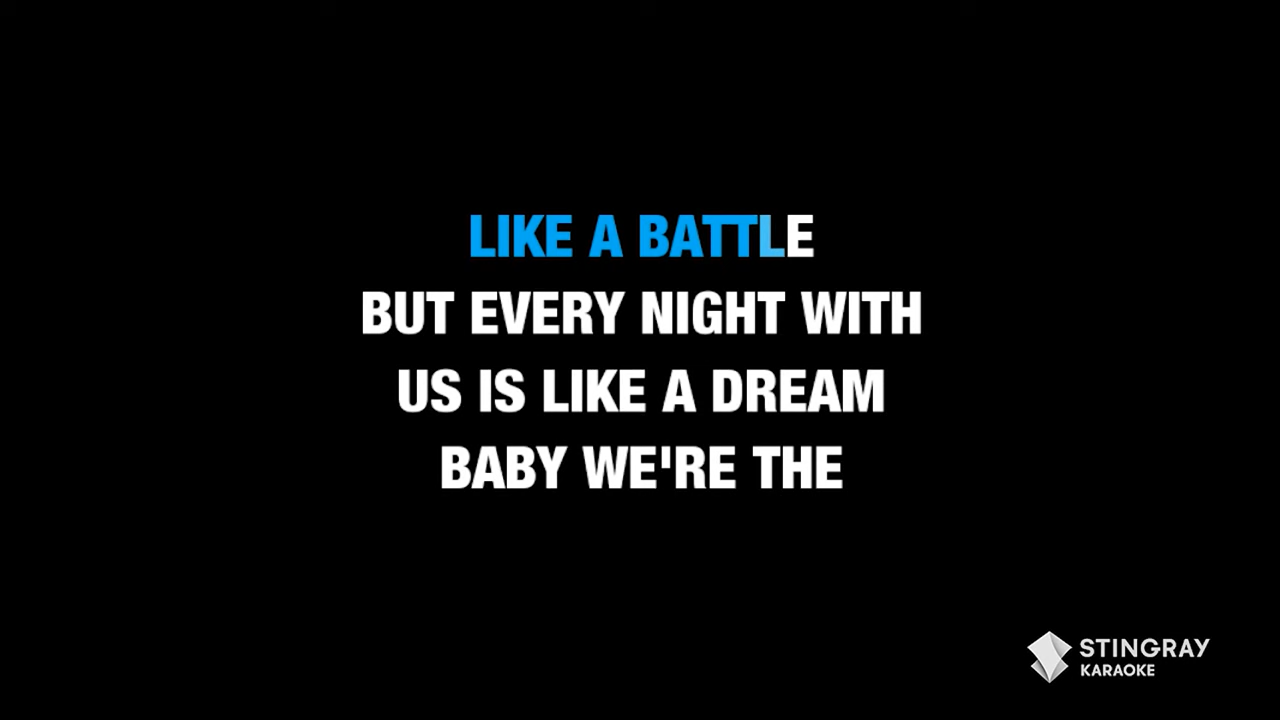 LIKE A BATTLE
BUT EVERY NIGHT WITH
US IS LIKE A DREAM
BABY WE'RE THE
STINGRAY
KARAOKE